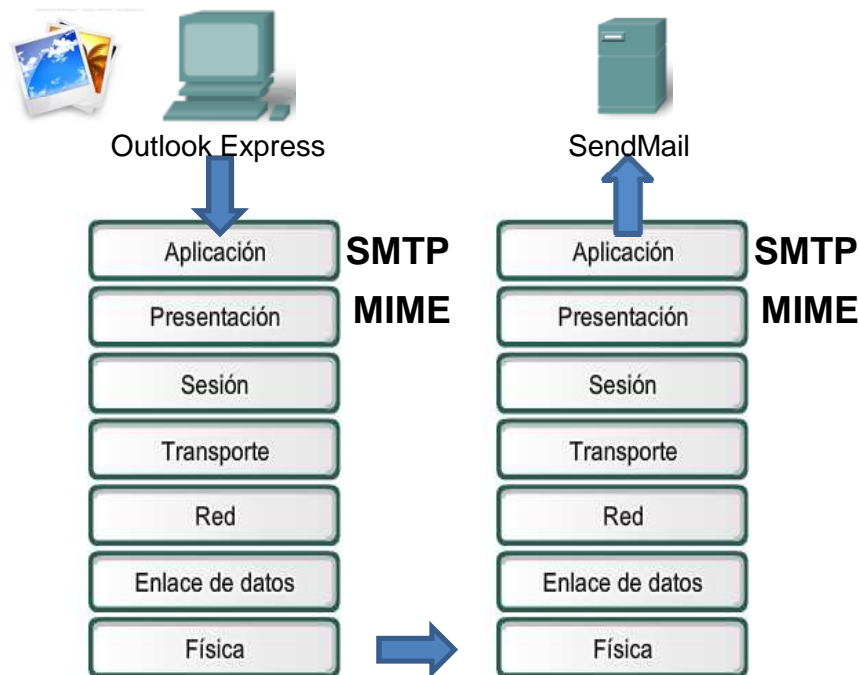 Outlook Express
SendMail
Aplicación SMTP
Presentación MIME
Sesión
Transporte
Red
Enlace de datos
Física
Aplicación SMTP
Presentación MIME
Sesión
Transporte
Red
Enlace de datos
Física